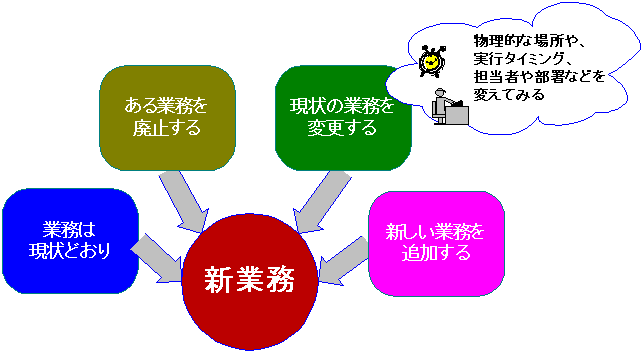 物理的な場所や、
実行タイミング、
担当者や部署などを
変えてみる
ある業務を
廃止する
現状の業務を
変更する
業務は
現状どおり
新しい業務を
追加する
新業務